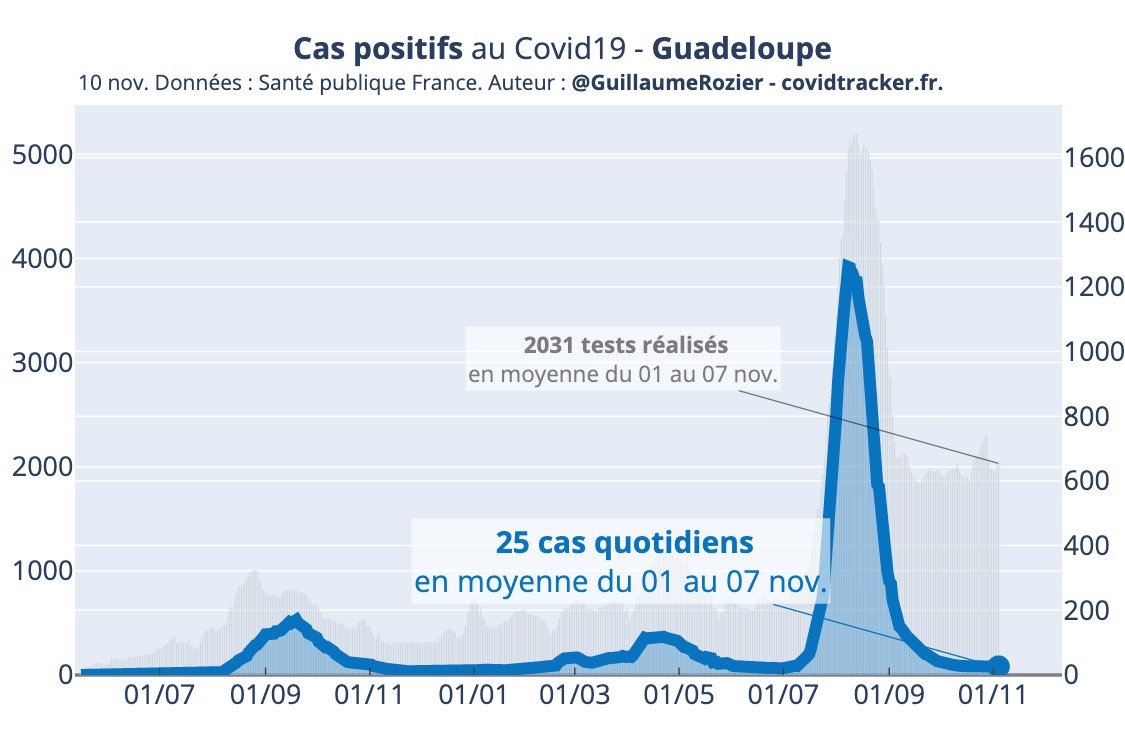 Cas positifs au Covid19 - Guadeloupe
10 nov. Données : Santé publique France. Auteur : @GuillaumeRozier - covidtracker.fr.
5000
4000
3000
2000
1000
0
1600
1400
1200
1000
800
600
400
200
0
2031 tests réalisés
en moyenne du 01 au 07 nov.
25 cas quotidiens
en moyenne du 01 au 07 nov.
01/07 01/09 01/11 01/01 01/03 01/05 01/07 01/09 01/11